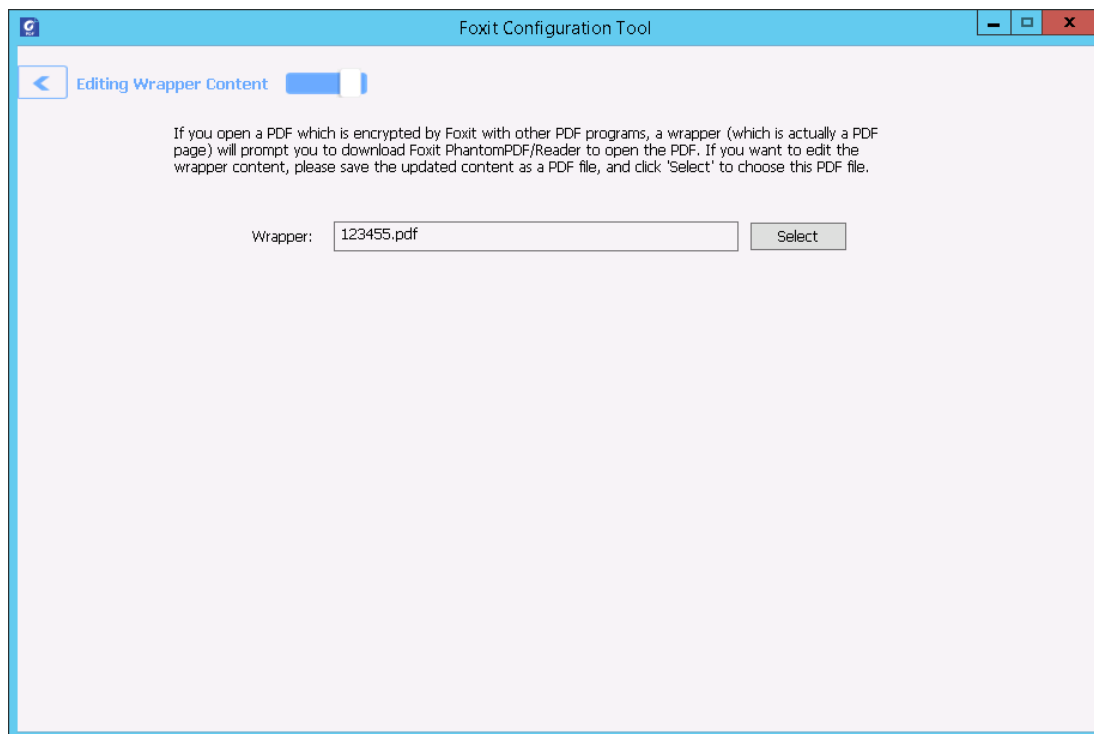 Foxit Configuration Tool
Editing Wrapper Content
If you open a PDF which is encrypted by Foxit with other PDF programs, a wrapper (which is actually a PDF
page) will prompt you to download Foxit PhantomPDF/Reader to open the PDF. If you want to edit the
wrapper content, please save the updated content as a PDF file, and click 'Select' to choose this PDF file.
Wrapper: 123455.pdf Select